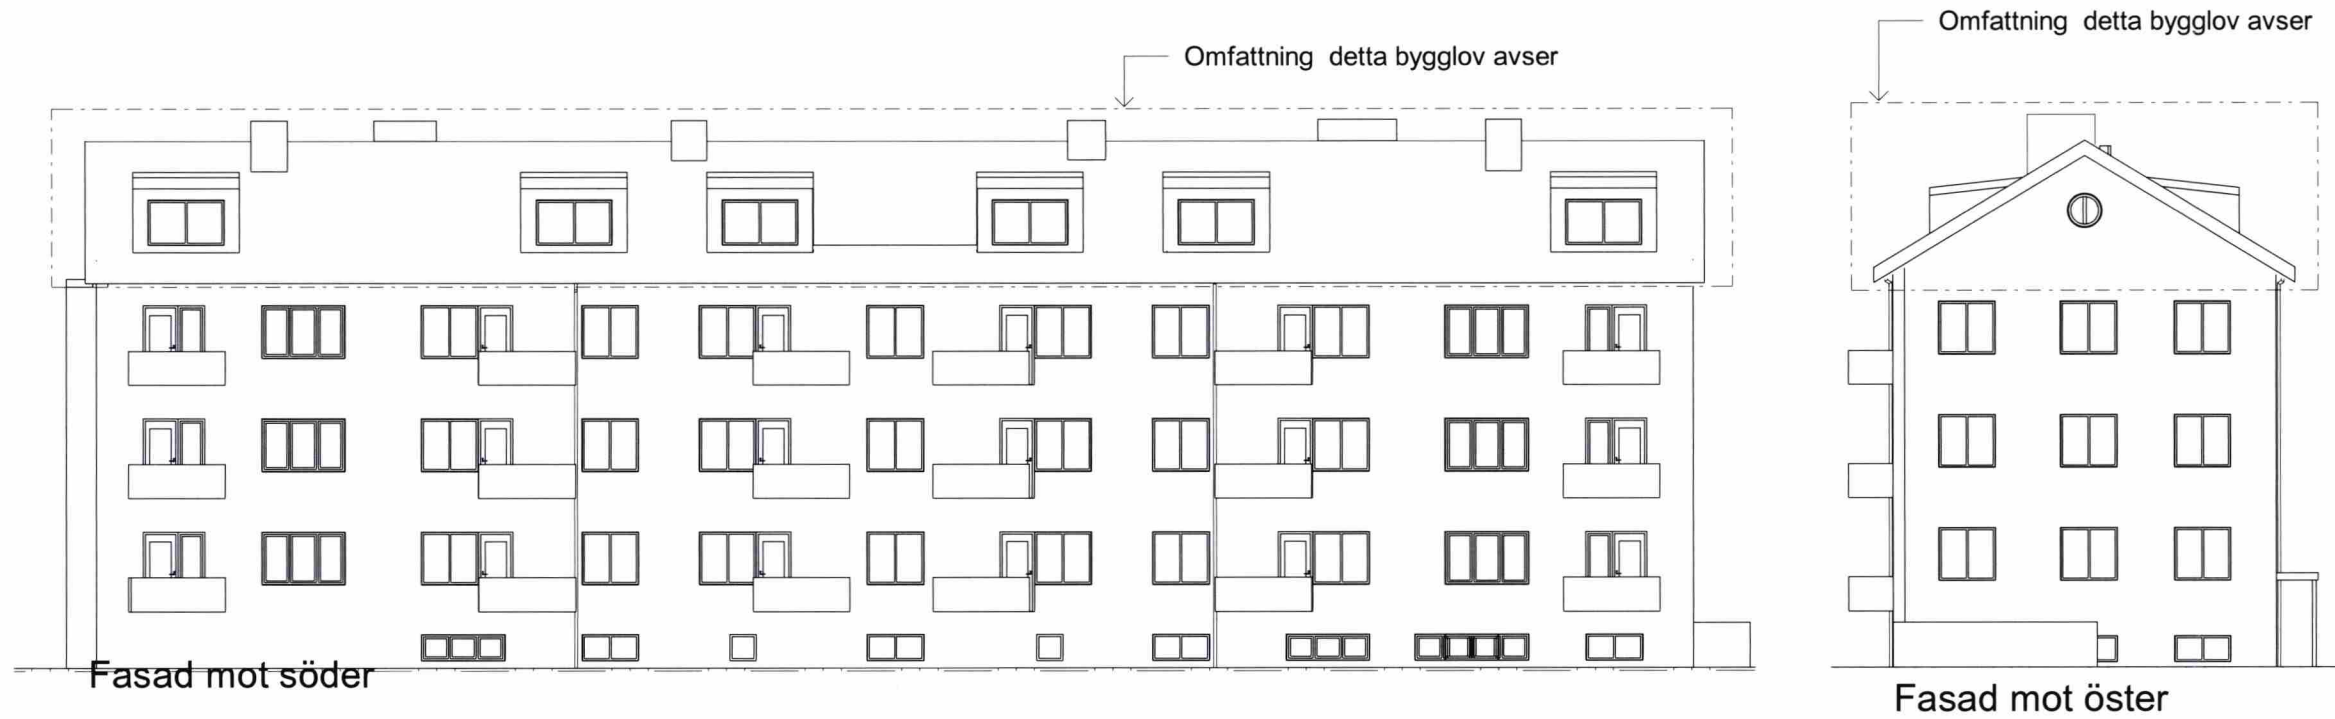 Omfattning detta bygglov avser
Omfattning detta bygglov avser
Fasad mot söder
Fasad mot öster